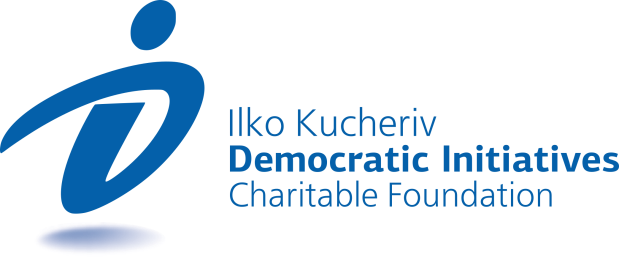 Ilko Kucheriv
Democratic Initiatives
Charitable Foundation